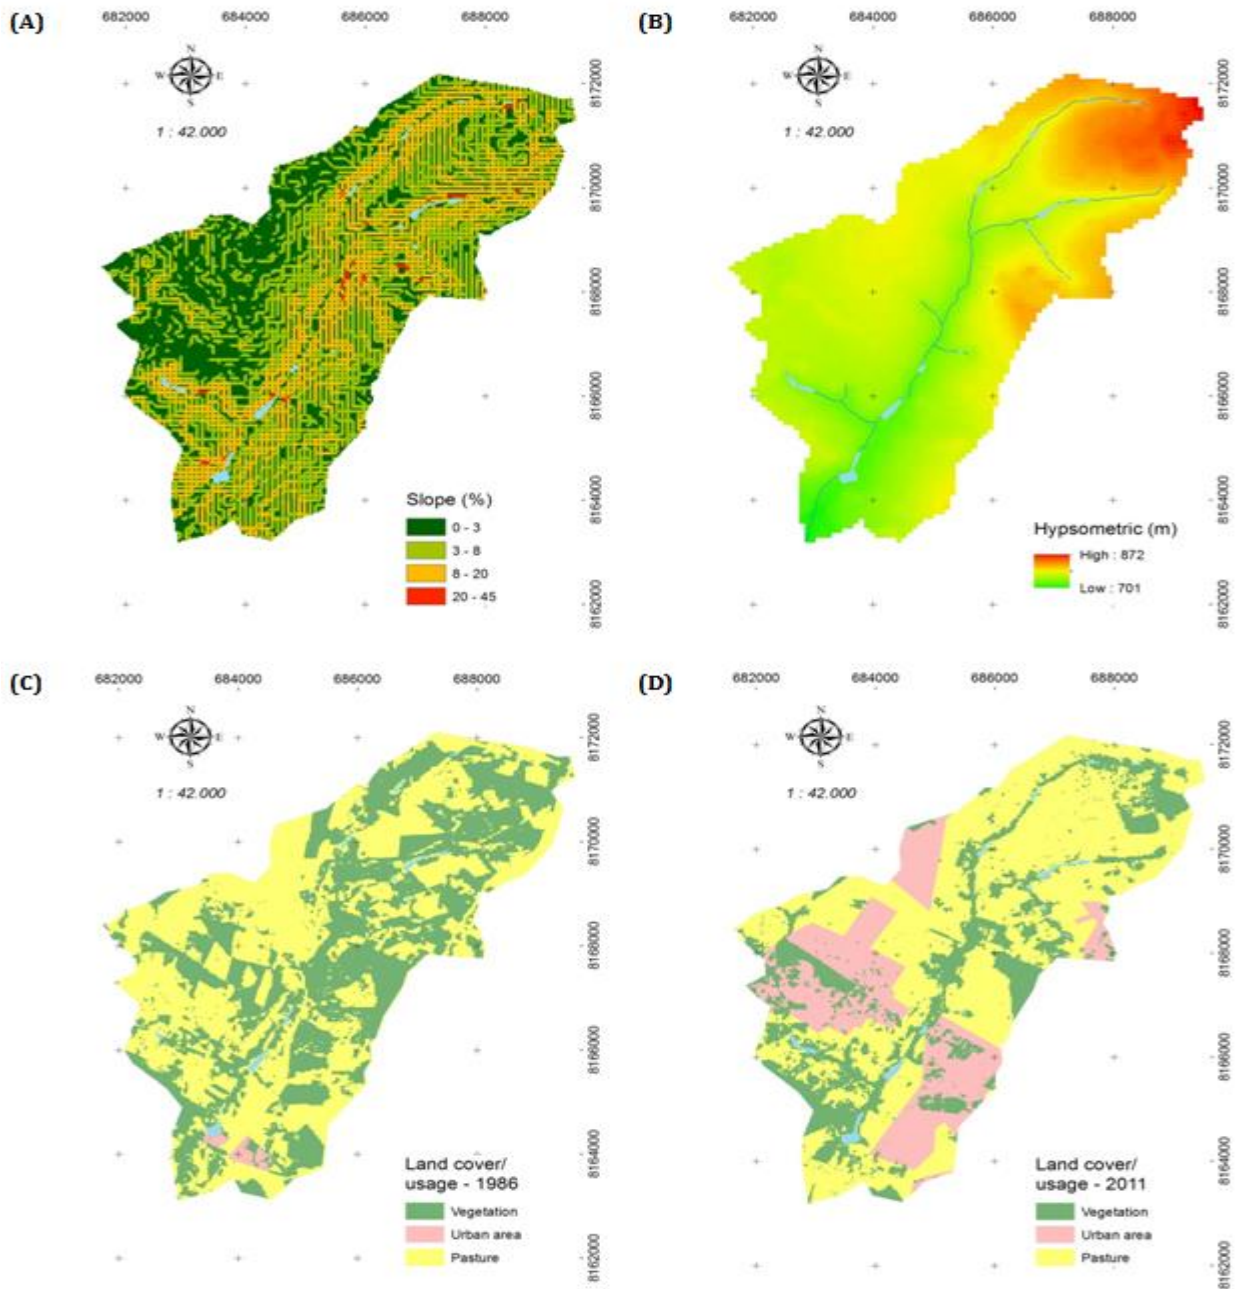 (A)
682000 684000 686000 688000
N
W E
S
1 : 42.000
8172000
8170000
8168000
8166000
8164000
8162000
Slope (%)
0 - 3
3 - 8
8 - 20
20 - 45
(B)
682000 684000 686000 688000
N
W E
S
1 : 42.000
8172000
8170000
8168000
8166000
8164000
8162000
Hypsometric (m)
High : 872
Low : 701
(C)
682000 684000 686000 688000
N
W E
S
1 : 42.000
8172000
8170000
8168000
8166000
8164000
8162000
Land cover/
usage - 1986
Vegetation
Urban area
Pasture
(D)
682000 684000 686000 688000
N
W E
S
1 : 42.000
8172000
8170000
8168000
8166000
8164000
8162000
Land cover/
usage - 2011
Vegetation
Urban area
Pasture